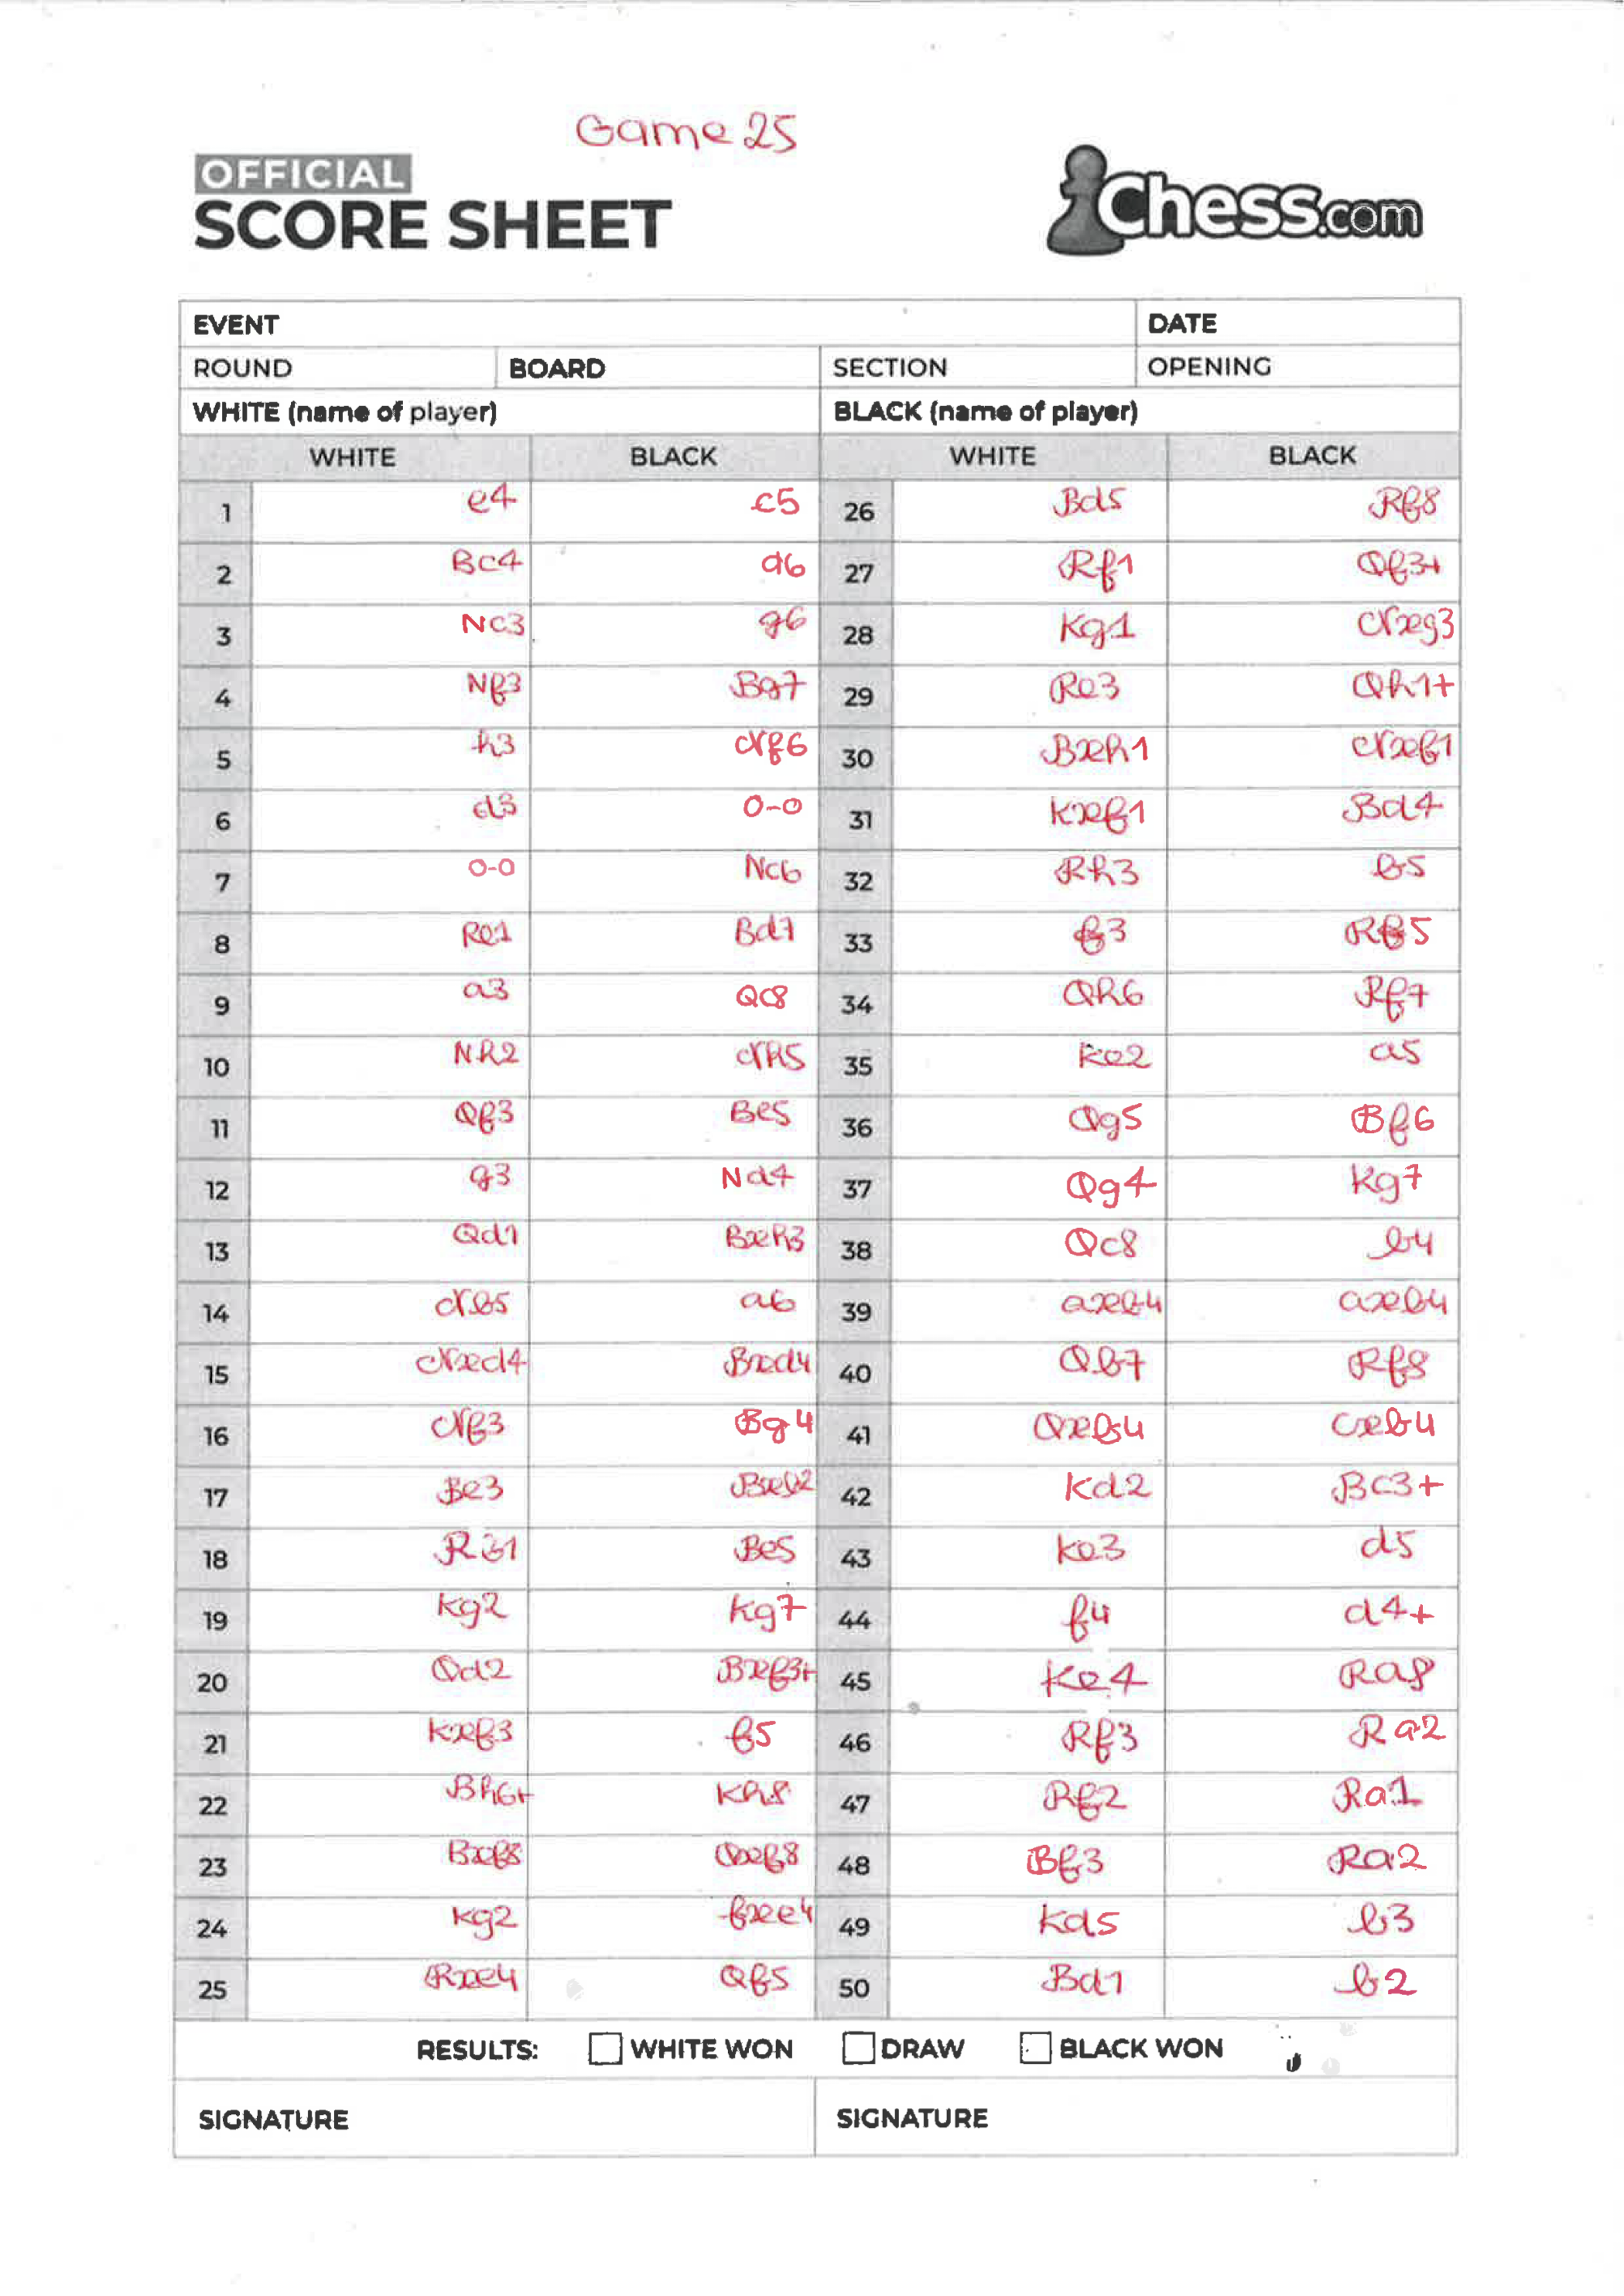 Game 25
OFFICIAL
SCORE SHEET
Chess.com
EVENT DATE
ROUND BOARD SECTION OPENING
WHITE (name of player) BLACK (name of player)
WHITE BLACK WHITE BLACK
1 e4 c5 26 Bd5 Rf8
2 Bc4 d6 27 Rf1 Qf3+
3 Nc3 g6 28 Kg1 Nxg3
4 Nf3 Bg7 29 Re3 Qh1+
5 h3 Nf6 30 Bxh1 Nxf1
6 d3 0-0 31 Kxf1 Bd4
7 0-0 Nc6 32 Rh3 b5
8 Re1 Bd7 33 f3 Rf5
9 a3 Qc8 34 Qh6 Rf7
10 Nh2 Nh5 35 Ke2 a5
11 Qf3 Be5 36 Qg5 Bf6
12 g3 Nd4 37 Qg4 Kg7
13 Qd1 Bxh3 38 Qc8 b4
14 Nb5 a6 39 axb4 axb4
15 Nxd4 Bxd4 40 Qb7 Rf8
16 Nf3 Bg4 41 Qxb4 cxb4
17 Be3 Bxb2 42 Kd2 Bc3+
18 Rb1 Be5 43 Ke3 d5
19 Kg2 Kg7 44 f4 d4+
20 Qd2 Bxf3+ 45 Ke4 Ra8
21 Kxf3 f5 46 Rf3 Ra2
22 Bh6+ Kh8 47 Rf2 Ra1
23 Bxf8 Qxf8 48 Bf3 Ra2
24 Kg2 fxe4 49 Kd5 b3
25 Rxe4 Qf5 50 Bd1 b2
RESULTS: WHITE WON DRAW BLACK WON
SIGNATURE SIGNATURE